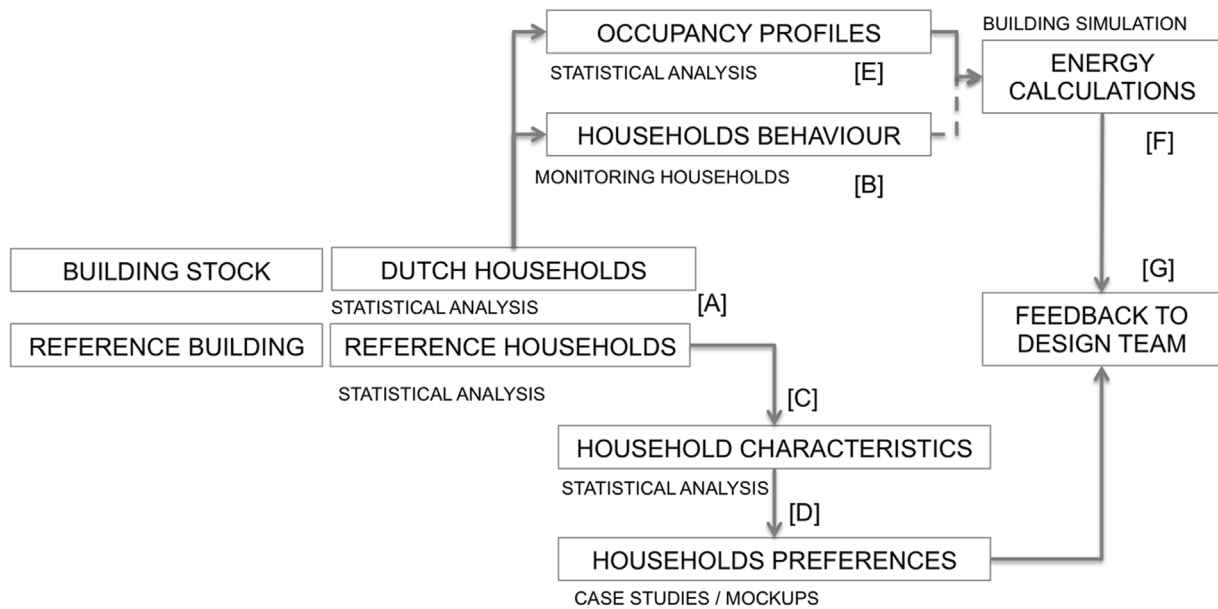 BUILDING SIMULATION
OCCUPANCY PROFILES
STATISTICAL ANALYSIS
[E]
ENERGY
CALCULATIONS
HOUSEHOLDS BEHAVIOUR
MONITORING HOUSEHOLDS
[B]
[F]
BUILDING STOCK
DUTCH HOUSEHOLDS
STATISTICAL ANALYSIS
[A]
[G]
REFERENCE BUILDING
REFERENCE HOUSEHOLDS
STATISTICAL ANALYSIS
FEEDBACK TO
DESIGN TEAM
[C]
HOUSEHOLD CHARACTERISTICS
STATISTICAL ANALYSIS
[D]
HOUSEHOLDS PREFERENCES
CASE STUDIES / MOCKUPS